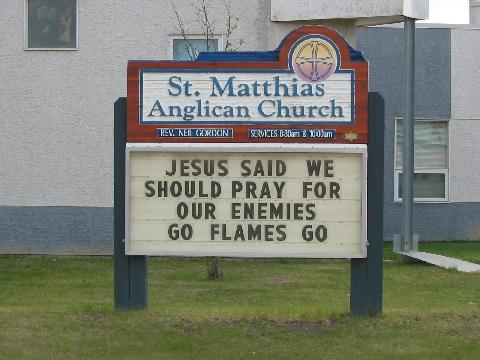 St. Matthias
Anglican Church
REV. NEIL GORDON
SERVICES 8:30am & 10:00am
JESUS SAID WE
SHOULD PRAY FOR
OUR ENEMIES
GO FLAMES GO